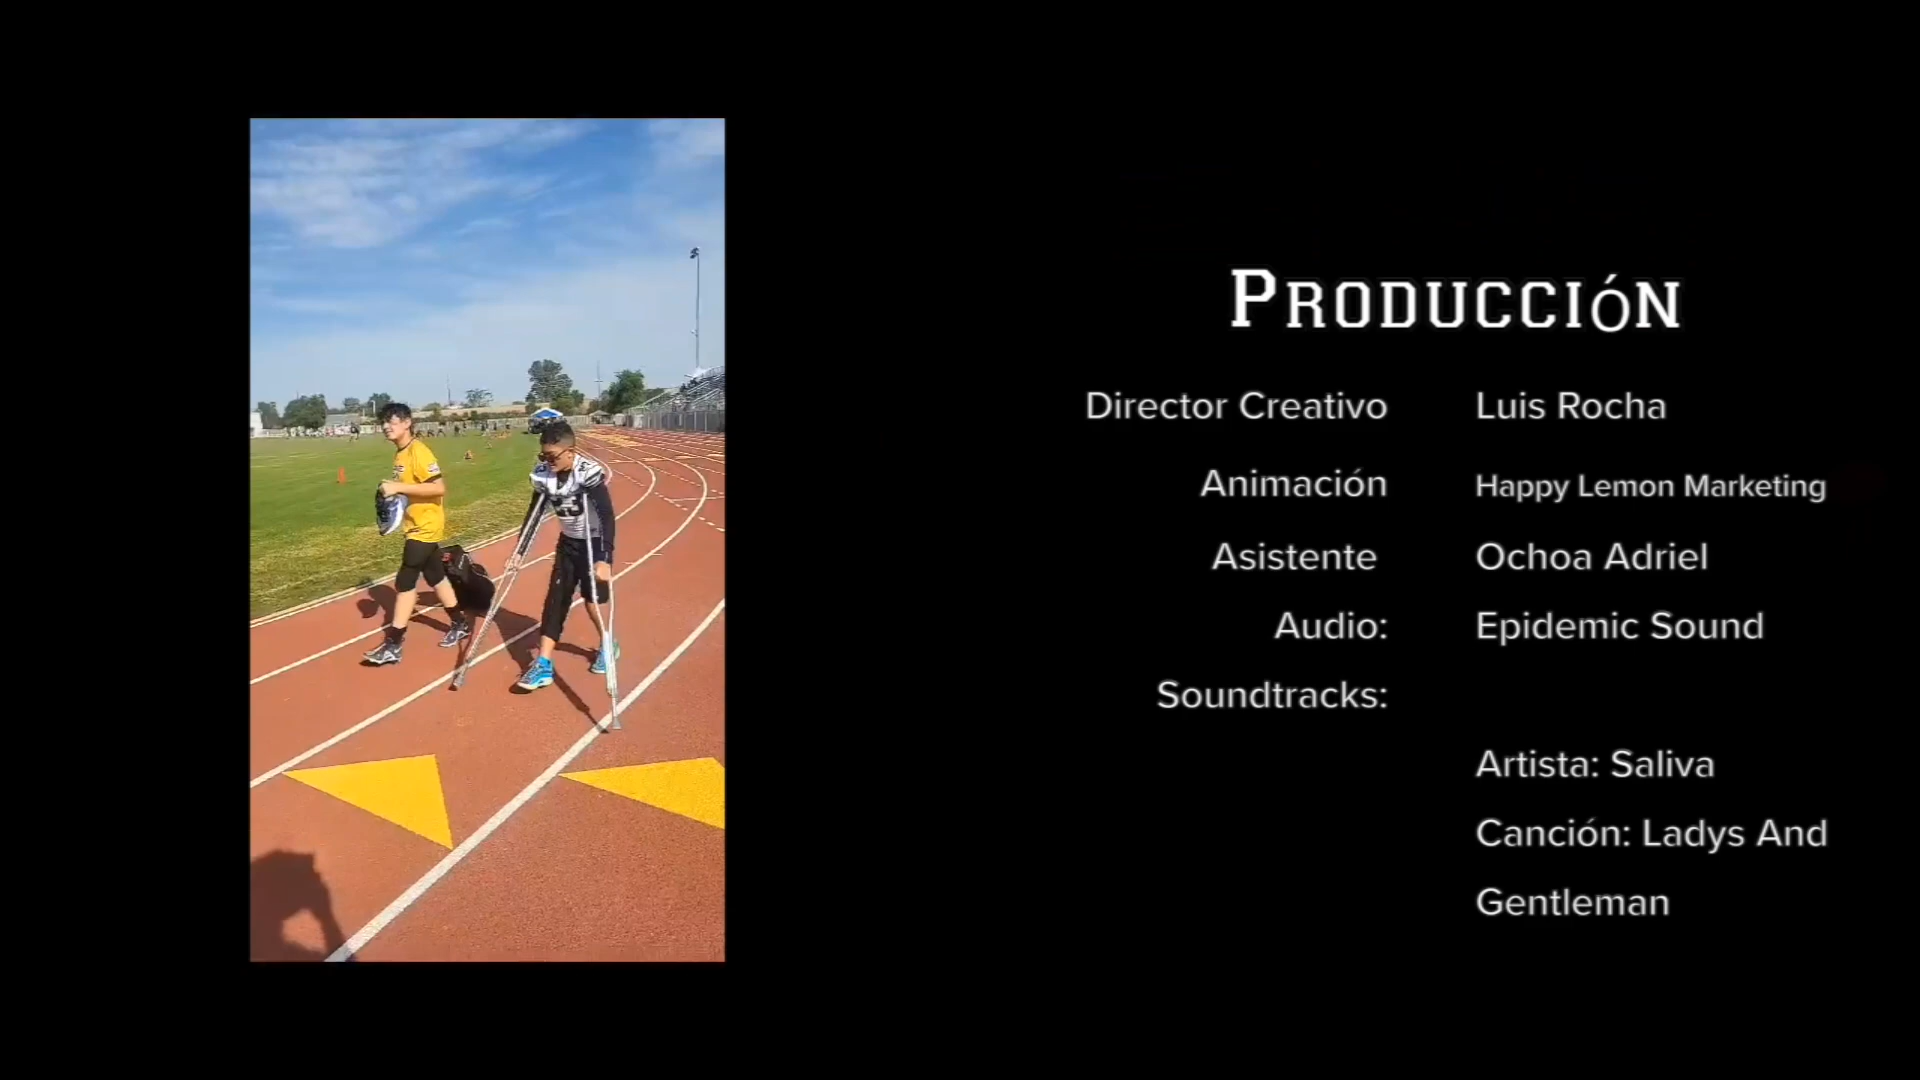 Producción
Director Creativo Luis Rocha
Animación Happy Lemon Marketing
Asistente Ochoa Adriel
Audio: Epidemic Sound
Soundtracks:
Artista: Saliva
Canción: Ladys And
Gentleman